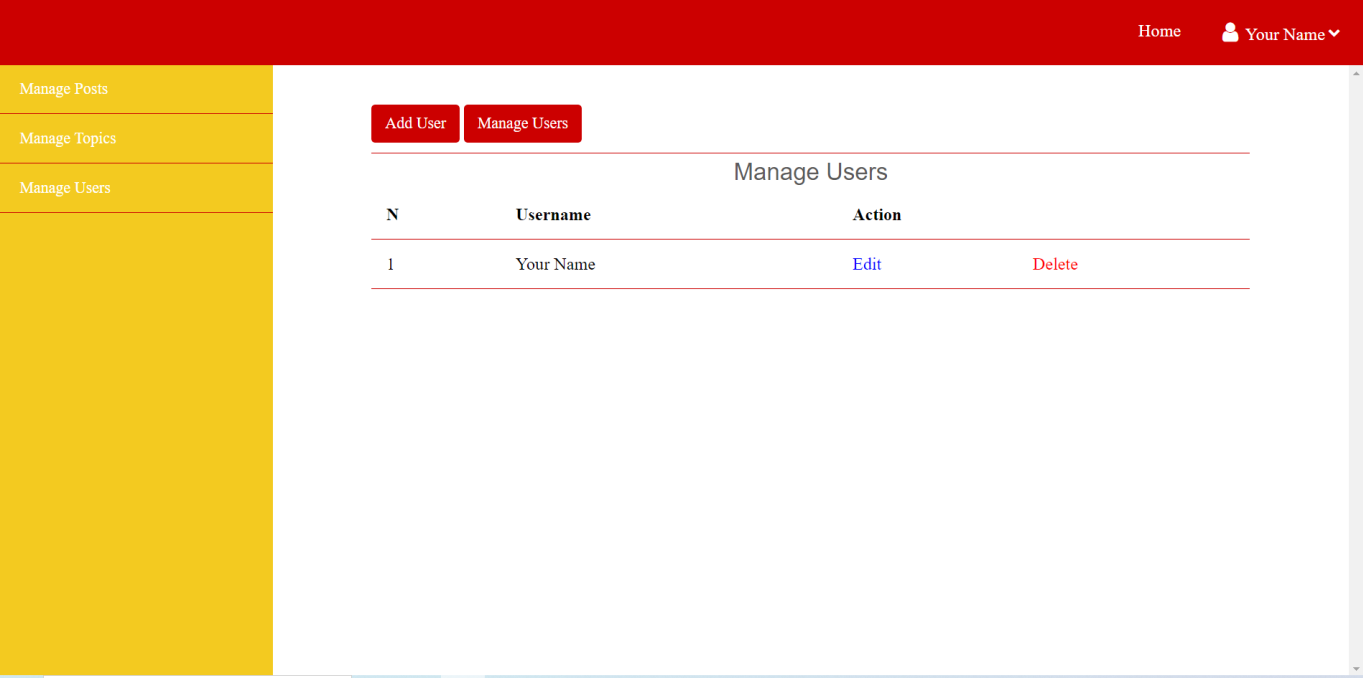 Home Your Name
Manage Posts
Manage Topics
Manage Users
Add User Manage Users
Manage Users
N Username Action
1 Your Name Edit Delete